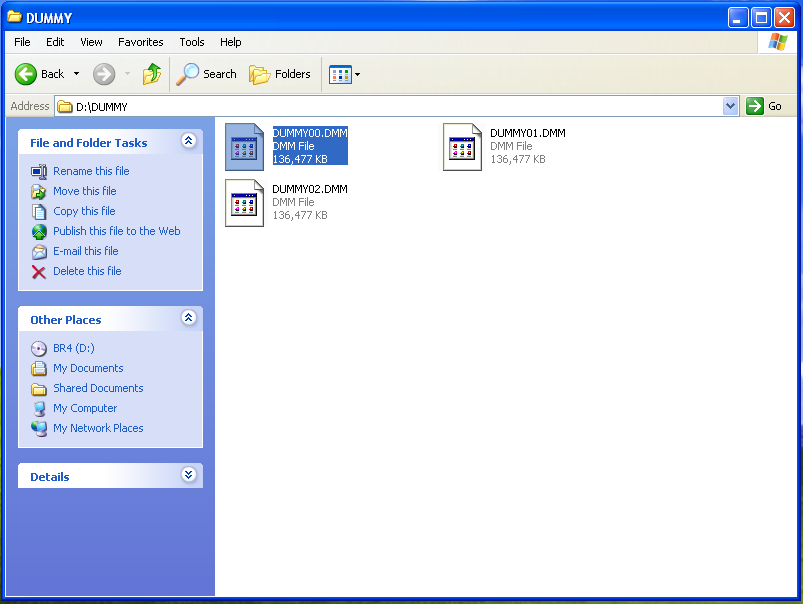 DUMMY
File Edit View Favorites Tools Help
Back Search Folders
Address D:\DUMMY Go
File and Folder Tasks
Rename this file
Move this file
Copy this file
Publish this file to the Web
E-mail this file
Delete this file
Other Places
BR4 (D:)
My Documents
Shared Documents
My Computer
My Network Places
Details
DUMMY00.DMM
DMM File
136,477 KB
DUMMY01.DMM
DMM File
136,477 KB
DUMMY02.DMM
DMM File
136,477 KB